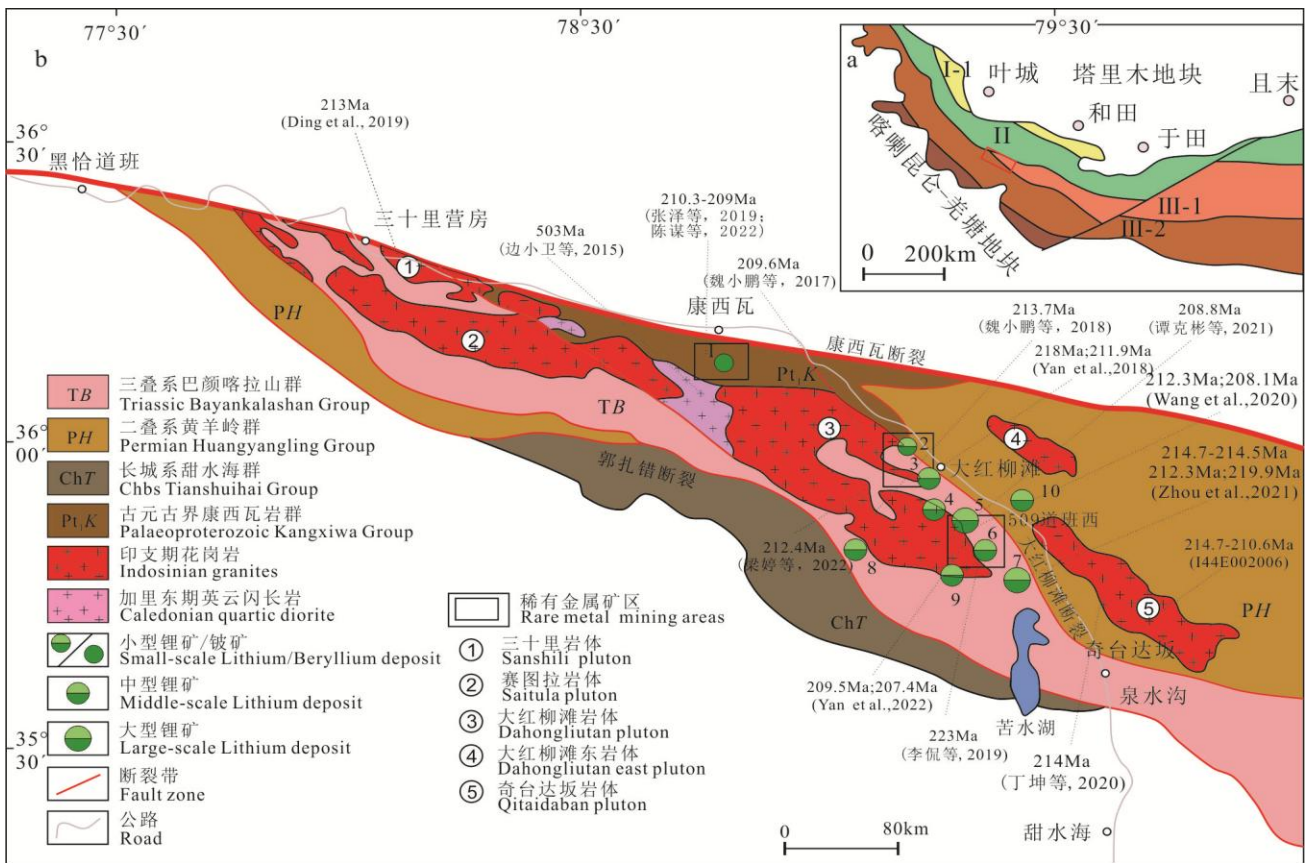 77°30′
78°30′
79°30′
b
a
I-1
叶城
塔里木地块
且末
和田
II
于田
喀喇昆仑-羌塘地块
III-1
III-2
0
200km
36°
30′
213Ma
(Ding et al., 2019)
黑恰道班
三十里营房
503Ma
(边小卫等, 2015)
210.3-209Ma
(张泽等, 2019;
陈谋等, 2022)
209.6Ma
(魏小鹏等, 2017)
康西瓦
213.7Ma
(魏小鹏等, 2018)
208.8Ma
(谭克彬等, 2021)
218Ma;211.9Ma
(Yan et al.,2018)
212.3Ma;208.1Ma
(Wang et al., 2020)
康西瓦断裂
1
①
PH
②
Pt₁K
TB
③
④
2
3
大红柳滩
214.7-214.5Ma
212.3Ma;219.9Ma
(Zhou et al.,2021)
36°
00′
郭扎错断裂
10
4
5
509道班西
6
212.4Ma
(梁婷等, 2022)
8
9
7
大红柳滩断裂
214.7-210.6Ma
(I44E002006)
⑤
PH
ChT
奇台达坂
泉水沟
209.5Ma;207.4Ma
(Yan et al.,2022)
苦水湖
223Ma
(李侃等, 2019)
214Ma
(丁坤等, 2020)
35°
30′
甜水海
0
80km
TB
三叠系巴颜喀拉山群
Triassic Bayankalashan Group
PH
二叠系黄羊岭群
Permian Huangyangling Group
ChT
长城系甜水海群
Chbs Tianshuihai Group
Pt₁K
古元古界康西瓦岩群
Palaeoproterozoic Kangxiwa Group
印支期花岗岩
Indosinian granites
加里东期英云闪长岩
Caledonian quartic diorite
小型锂矿/铍矿
Small-scale Lithium/Beryllium deposit
中型锂矿
Middle-scale Lithium deposit
大型锂矿
Large-scale Lithium deposit
断裂带
Fault zone
公路
Road
稀有金属矿区
Rare metal mining areas
①
三十里岩体
Sanshili pluton
②
赛图拉岩体
Saitula pluton
③
大红柳滩岩体
Dahongliutan pluton
④
大红柳滩东岩体
Dahongliutan east pluton
⑤
奇台达坂岩体
Qitaidaban pluton